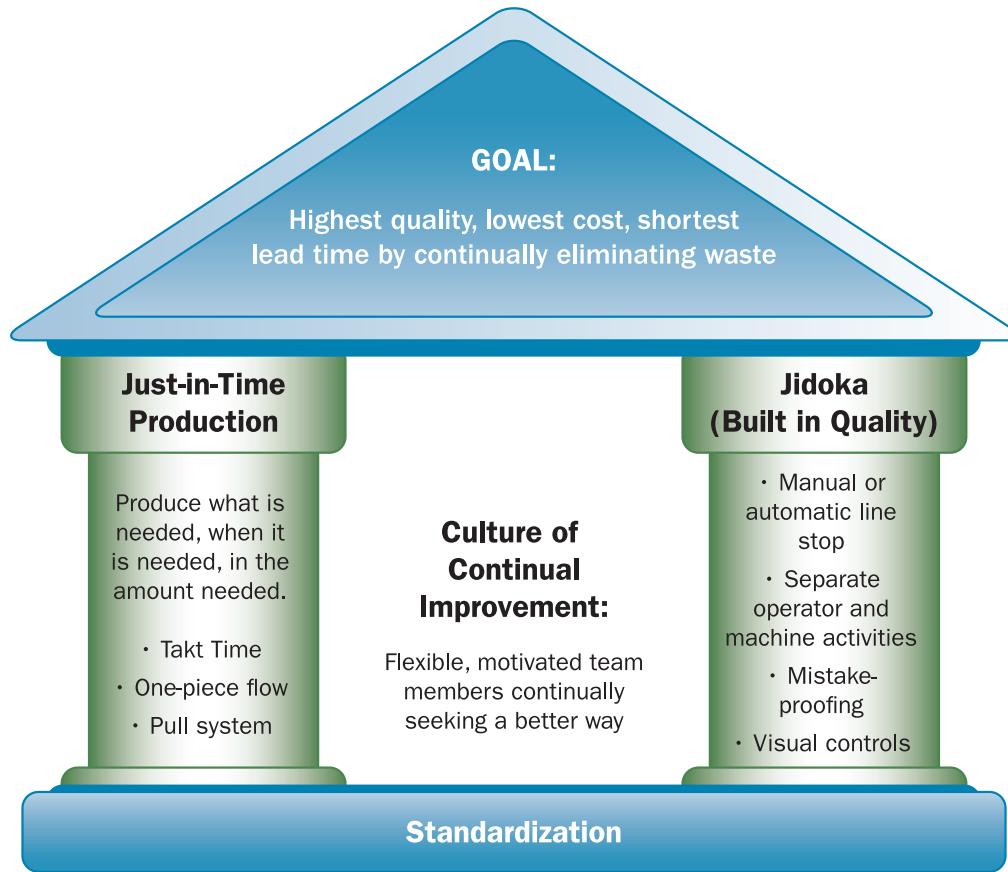 GOAL:
Highest quality, lowest cost, shortest
lead time by continually eliminating waste
Just-in-Time
Production
Produce what is
needed, when it
is needed, in the
amount needed.
• Takt Time
• One-piece flow
• Pull system
Culture of
Continual
Improvement:
Flexible, motivated team
members continually
seeking a better way
Jidoka
(Built in Quality)
• Manual or
automatic line
stop
• Separate
operator and
machine activities
• Mistake-
proofing
• Visual controls
Standardization